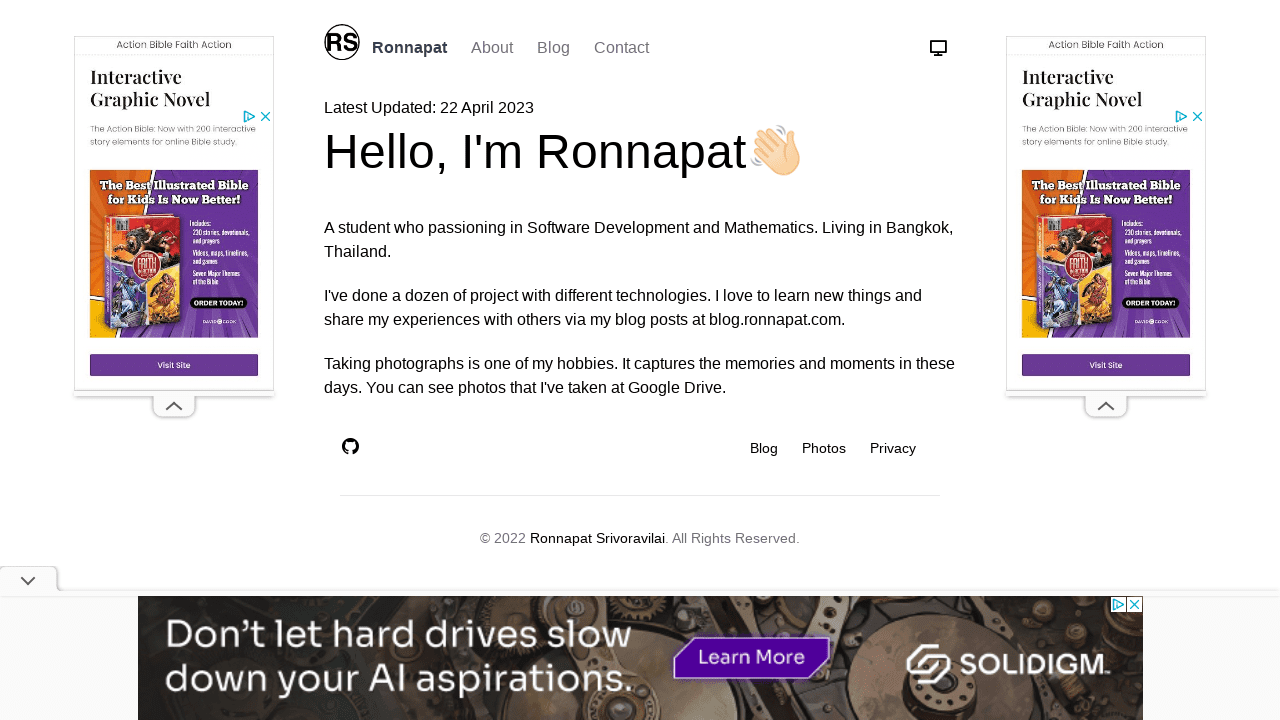 RS
Ronnapat About Blog Contact
Latest Updated: 22 April 2023
Hello, I'm Ronnapat👋🏻
A student who passioning in Software Development and Mathematics. Living in Bangkok,
Thailand.
I've done a dozen of project with different technologies. I love to learn new things and
share my experiences with others via my blog posts at blog.ronnapat.com.
Taking photographs is one of my hobbies. It captures the memories and moments in these
days. You can see photos that I've taken at Google Drive.
Blog Photos Privacy
© 2022 Ronnapat Srivoravilai. All Rights Reserved.
Action Bible Faith Action
Interactive
Graphic Novel
The Action Bible: Now with 200 interactive
story elements for online Bible study.
The Best Illustrated Bible
for Kids Is Now Better!
Includes:
230 stories, devotionals,
and prayers
Videos, maps, timelines,
and games
Seven Major Themes
of the Bible
FAITH IN ACTION
ORDER TODAY!
DAVID C COOK
Visit Site
Action Bible Faith Action
Interactive
Graphic Novel
The Action Bible: Now with 200 interactive
story elements for online Bible study.
The Best Illustrated Bible
for Kids Is Now Better!
Includes:
230 stories, devotionals,
and prayers
Videos, maps, timelines,
and games
Seven Major Themes
of the Bible
FAITH IN ACTION
ORDER TODAY!
DAVID C COOK
Visit Site
Don't let hard drives slow
down your AI aspirations.
Learn More
SOLIDIGM